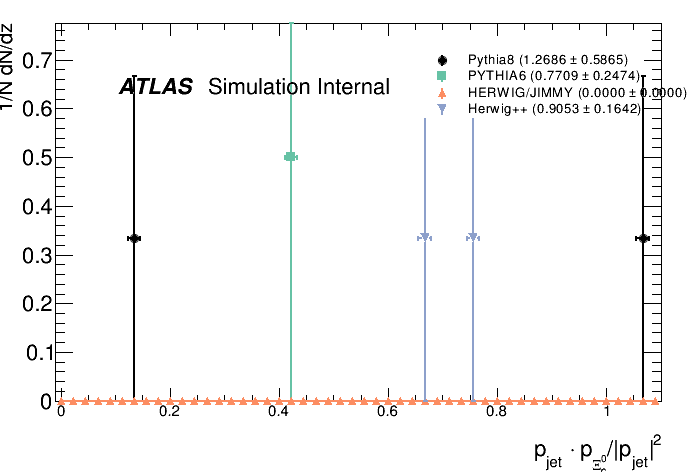 1/N dN/dz
0.7
0.6
0.5
0.4
0.3
0.2
0.1
0
ATLAS Simulation Internal
Pythia8 (1.2686 ± 0.5865)
PYTHIA6 (0.7709 ± 0.2474)
HERWIG/JIMMY (0.0000 ± 0.0000)
Herwig++ (0.9053 ± 0.1642)
0 0.2 0.4 0.6 0.8 1
p_jet · p_Ξ⁰/|p_jet|²